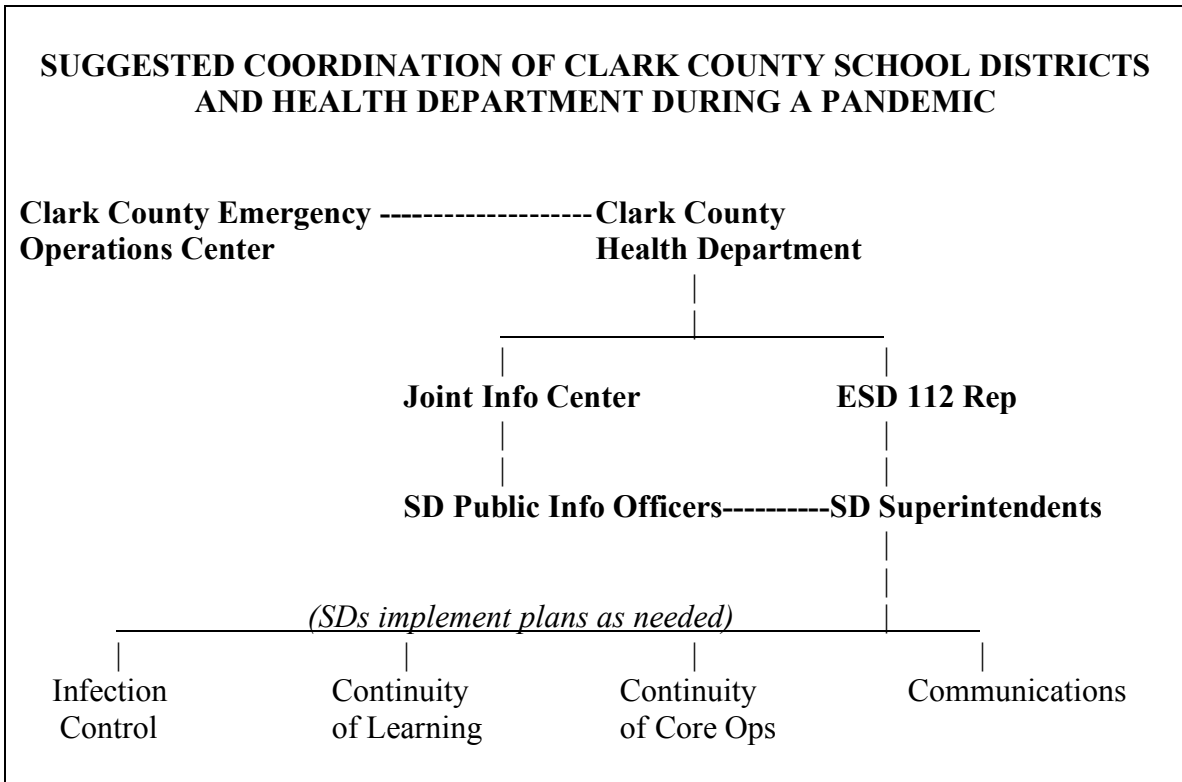 SUGGESTED COORDINATION OF CLARK COUNTY SCHOOL DISTRICTS
AND HEALTH DEPARTMENT DURING A PANDEMIC
Clark County Emergency ---------------------- Clark County
Operations Center Health Department
Joint Info Center ESD 112 Rep
SD Public Info Officers----------SD Superintendents
(SDs implement plans as needed)
Infection Continuity Continuity Communications
Control of Learning of Core Ops